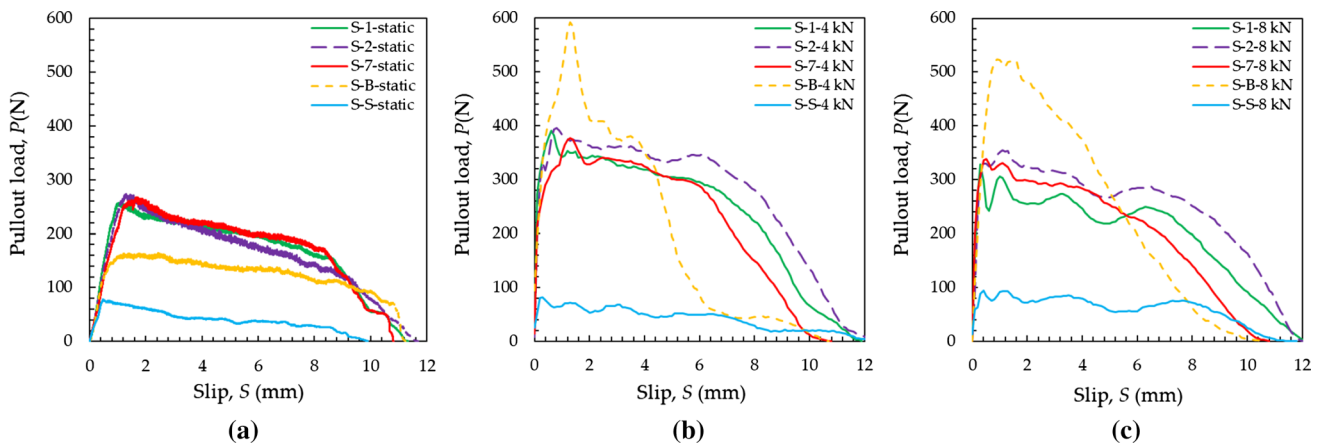 600
500
400
300
200
100
0
Pullout load, P(N)
S-1-static
S-2-static
S-7-static
S-B-static
S-S-static
0 2 4 6 8 10 12
Slip, S (mm)
(a)
600
500
400
300
200
100
0
Pullout load, P(N)
S-1-4 kN
S-2-4 kN
S-7-4 kN
S-B-4 kN
S-S-4 kN
0 2 4 6 8 10 12
Slip, S (mm)
(b)
600
500
400
300
200
100
0
Pullout load, P(N)
S-1-8 kN
S-2-8 kN
S-7-8 kN
S-B-8 kN
S-S-8 kN
0 2 4 6 8 10 12
Slip, S (mm)
(c)